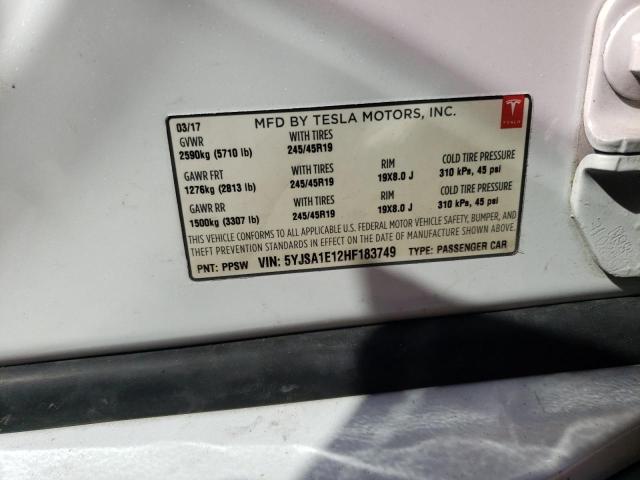 03/17 MFD BY TESLA MOTORS, INC.
TESLA
GVWR WITH TIRES
2590kg (5710 lb) 245/45R19
GAWR FRT WITH TIRES RIM COLD TIRE PRESSURE
1276kg (2813 lb) 245/45R19 19X8.0 J 310 kPa, 45 psi
GAWR RR WITH TIRES RIM COLD TIRE PRESSURE
1500kg (3307 lb) 245/45R19 19X8.0 J 310 kPa, 45 psi
THIS VEHICLE CONFORMS TO ALL APPLICABLE U.S. FEDERAL MOTOR VEHICLE SAFETY, BUMPER, AND
THEFT PREVENTION STANDARDS IN EFFECT ON THE DATE OF MANUFACTURE SHOWN ABOVE.
PNT: PPSW VIN: 5YJSA1E12HF183749 TYPE: PASSENGER CAR